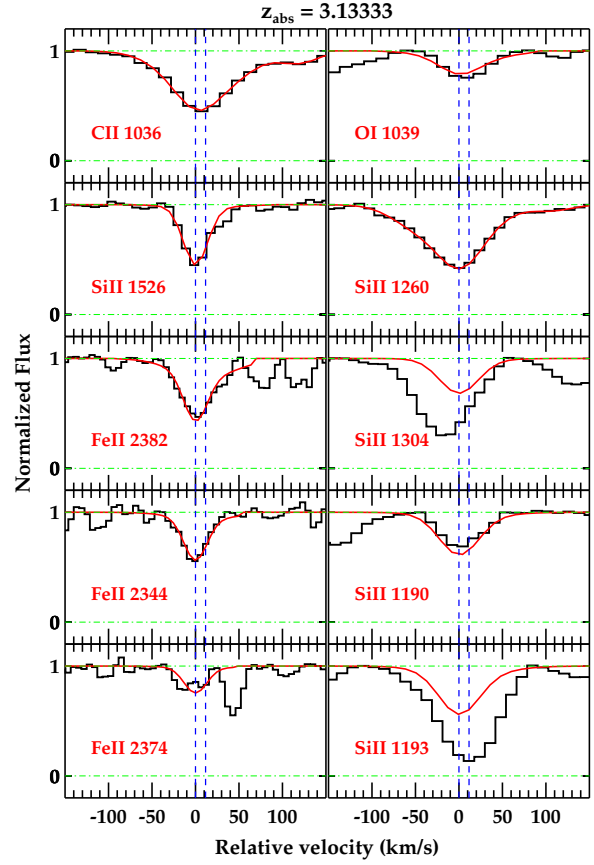 z_abs = 3.13333
Normalized Flux
1
0
CII 1036
OI 1039
1
0
SiII 1526
SiII 1260
1
0
FeII 2382
SiII 1304
1
0
FeII 2344
SiII 1190
1
0
FeII 2374
SiII 1193
-100 -50 0 50 100 -100 -50 0 50 100
Relative velocity (km/s)